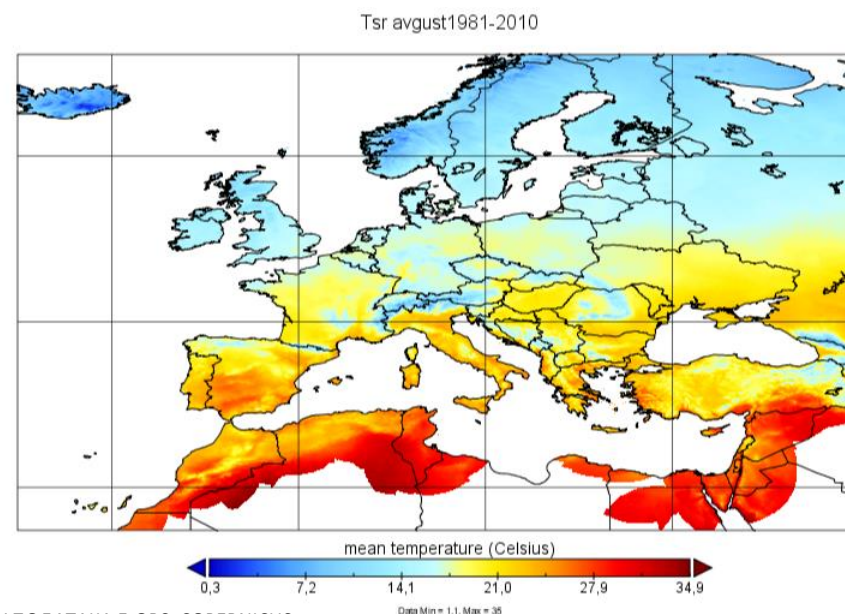 Tsr avgust1981-2010
mean temperature (Celsius)
0,3 7,2 14,1 21,0 27,9 34,9
Data Min = 1,1, Max = 35